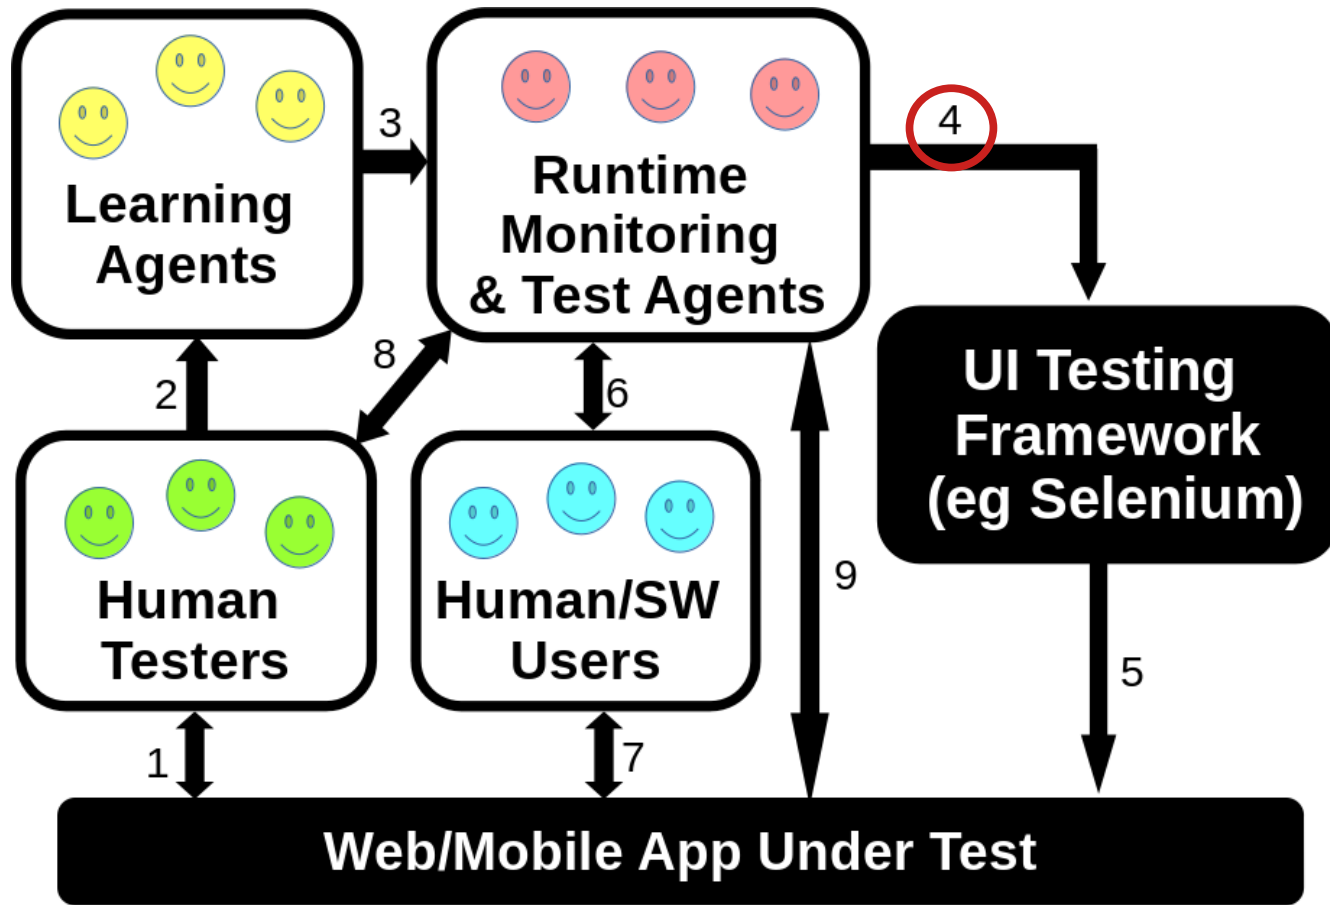 Learning
Agents
3
Runtime
Monitoring
& Test Agents
4
2
8
6
UI Testing
Framework
(eg Selenium)
Human
Testers
Human/SW
Users
9
5
1
7
Web/Mobile App Under Test